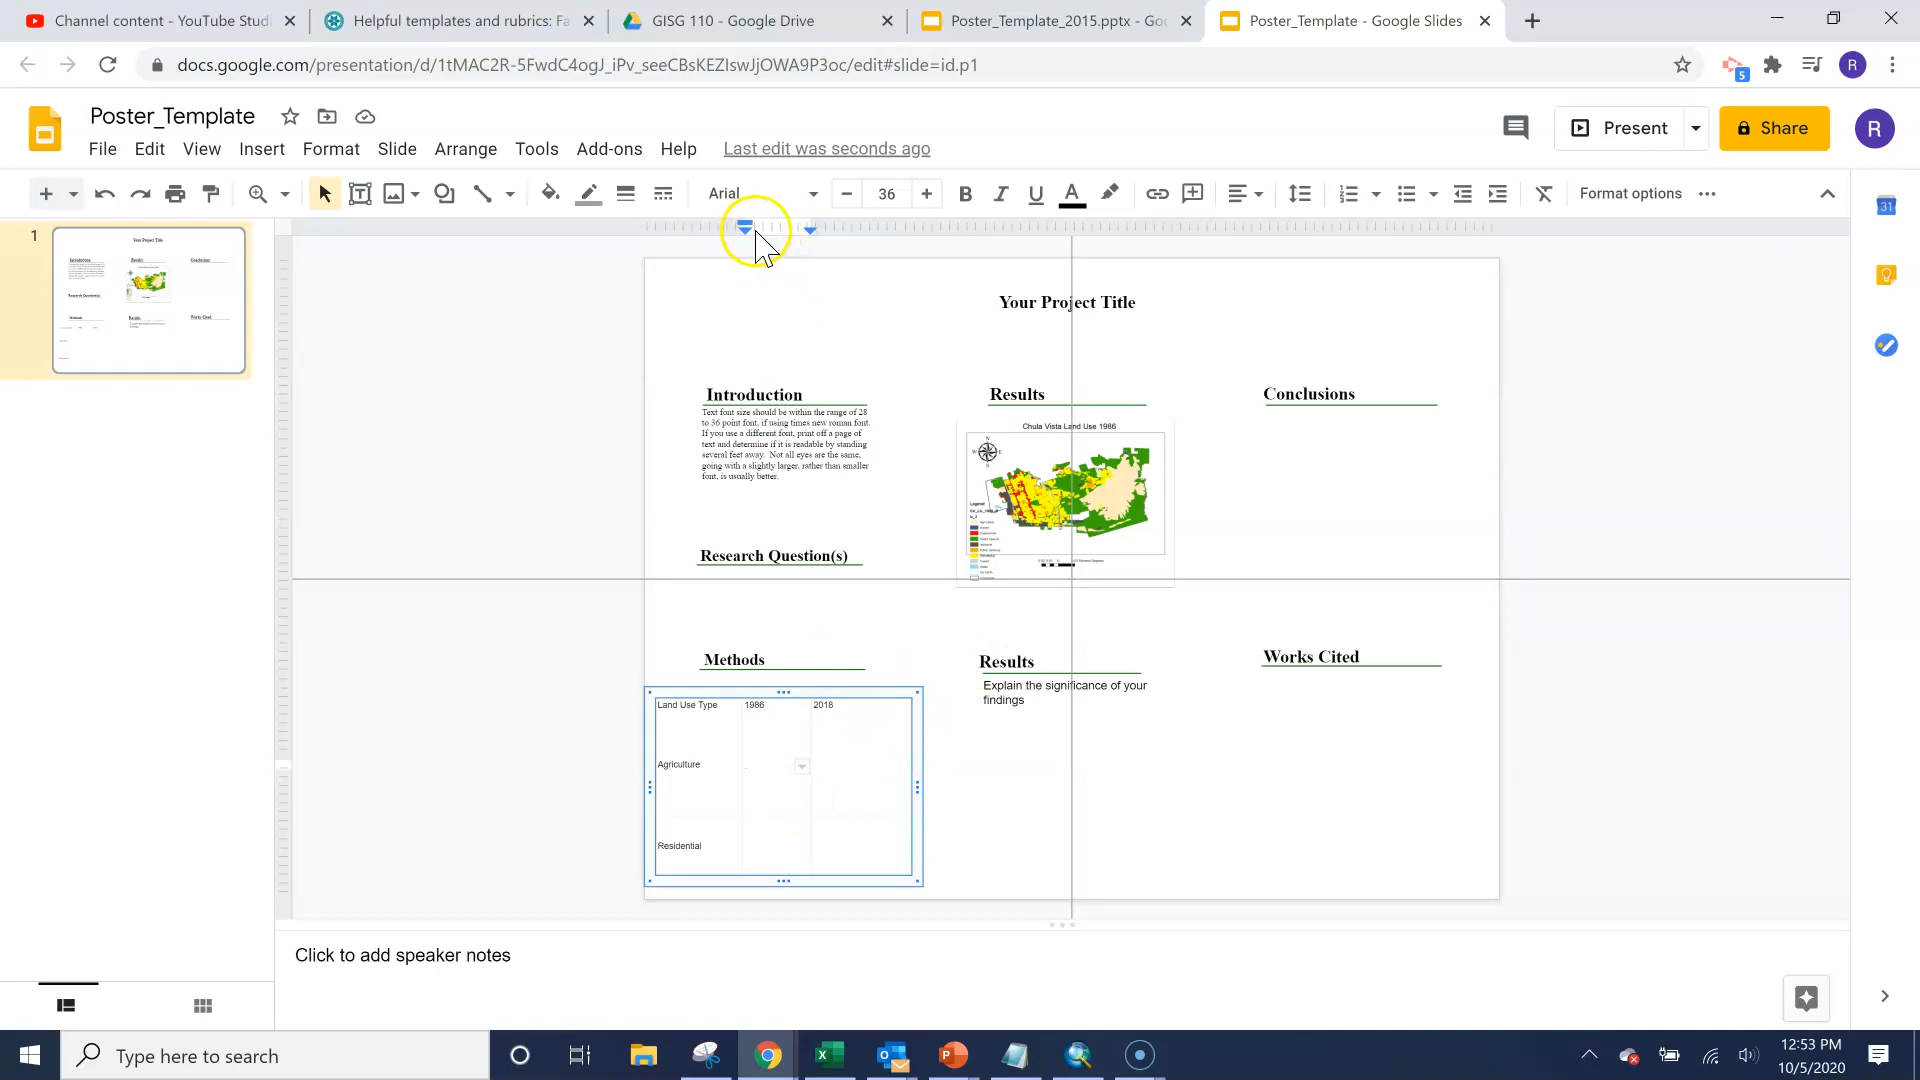 Channel content - YouTube Studi
Helpful templates and rubrics: Fa
GISG 110 - Google Drive
Poster_Template_2015.pptx - Goo
Poster_Template - Google Slides
docs.google.com/presentation/d/1tMAC2R-5FwdC4ogJ_iPv_seeCBsKEZIswJjOWA9P3oc/edit#slide=id.p1
5
R
Poster_Template
Present
Share
R
File Edit View Insert Format Slide Arrange Tools Add-ons Help Last edit was seconds ago
Arial
36
Format options
31
1
Your Project Title
Introduction
Text font size should be within the range of 28
to 36 point font, if using times new roman font.
If you use a different font, print off a page of
text and determine if it is readable by standing
several feet away. Not all eyes are the same,
going with a slightly larger, rather than smaller
font, is usually better.
Research Question(s)
Methods
Land Use Type 1986 2018
Agriculture
Residential
Results
Chula Vista Land Use 1986
N
W E
S
Legend
Results
Explain the significance of your
findings
Conclusions
Works Cited
Click to add speaker notes
Type here to search
12:53 PM
10/5/2020